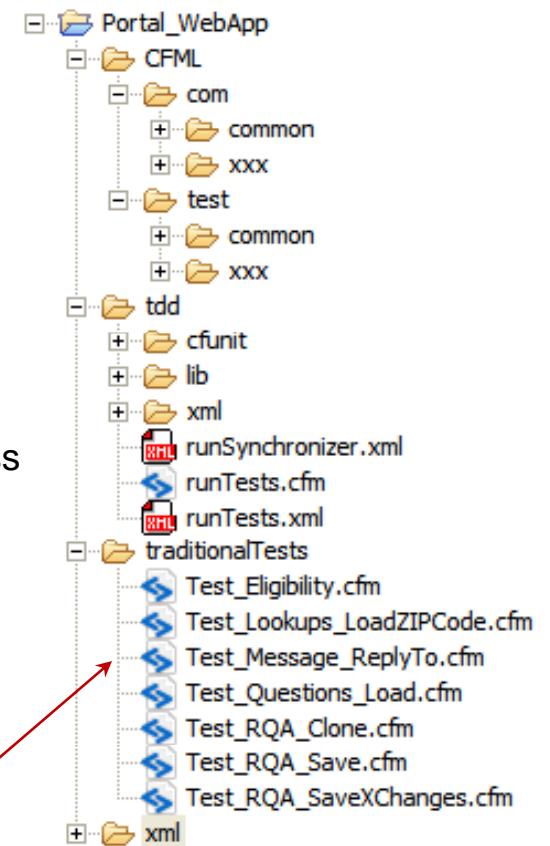 Portal_WebApp
CFML
com
common
xxx
test
common
xxx
tdd
cfunit
lib
xml
runSynchronizer.xml
runTests.cfm
runTests.xml
traditionalTests
Test_Eligibility.cfm
Test_Lookups_LoadZIPCode.cfm
Test_Message_ReplyTo.cfm
Test_Questions_Load.cfm
Test_RQA_Clone.cfm
Test_RQA_Save.cfm
Test_RQA_SaveXChanges.cfm
xml